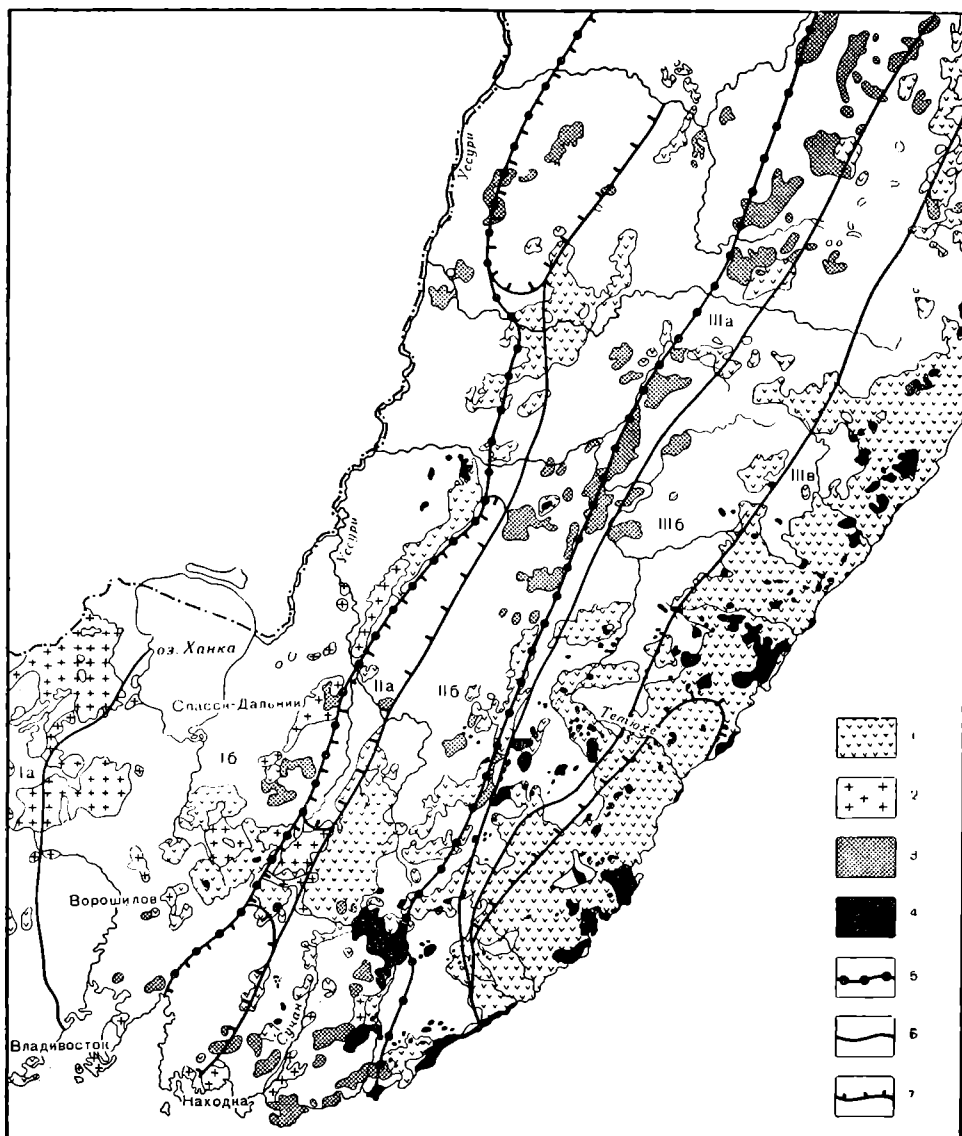 Уссури
IIIа
IIIв
Уссури
IIIб
оз. Ханка
Спасск-Дальний
IIа
IIб
Тетюхе
Iа
Iб
Ворошилов
Сучан
Владивосток
Находка
1
2
3
4
5
6
7